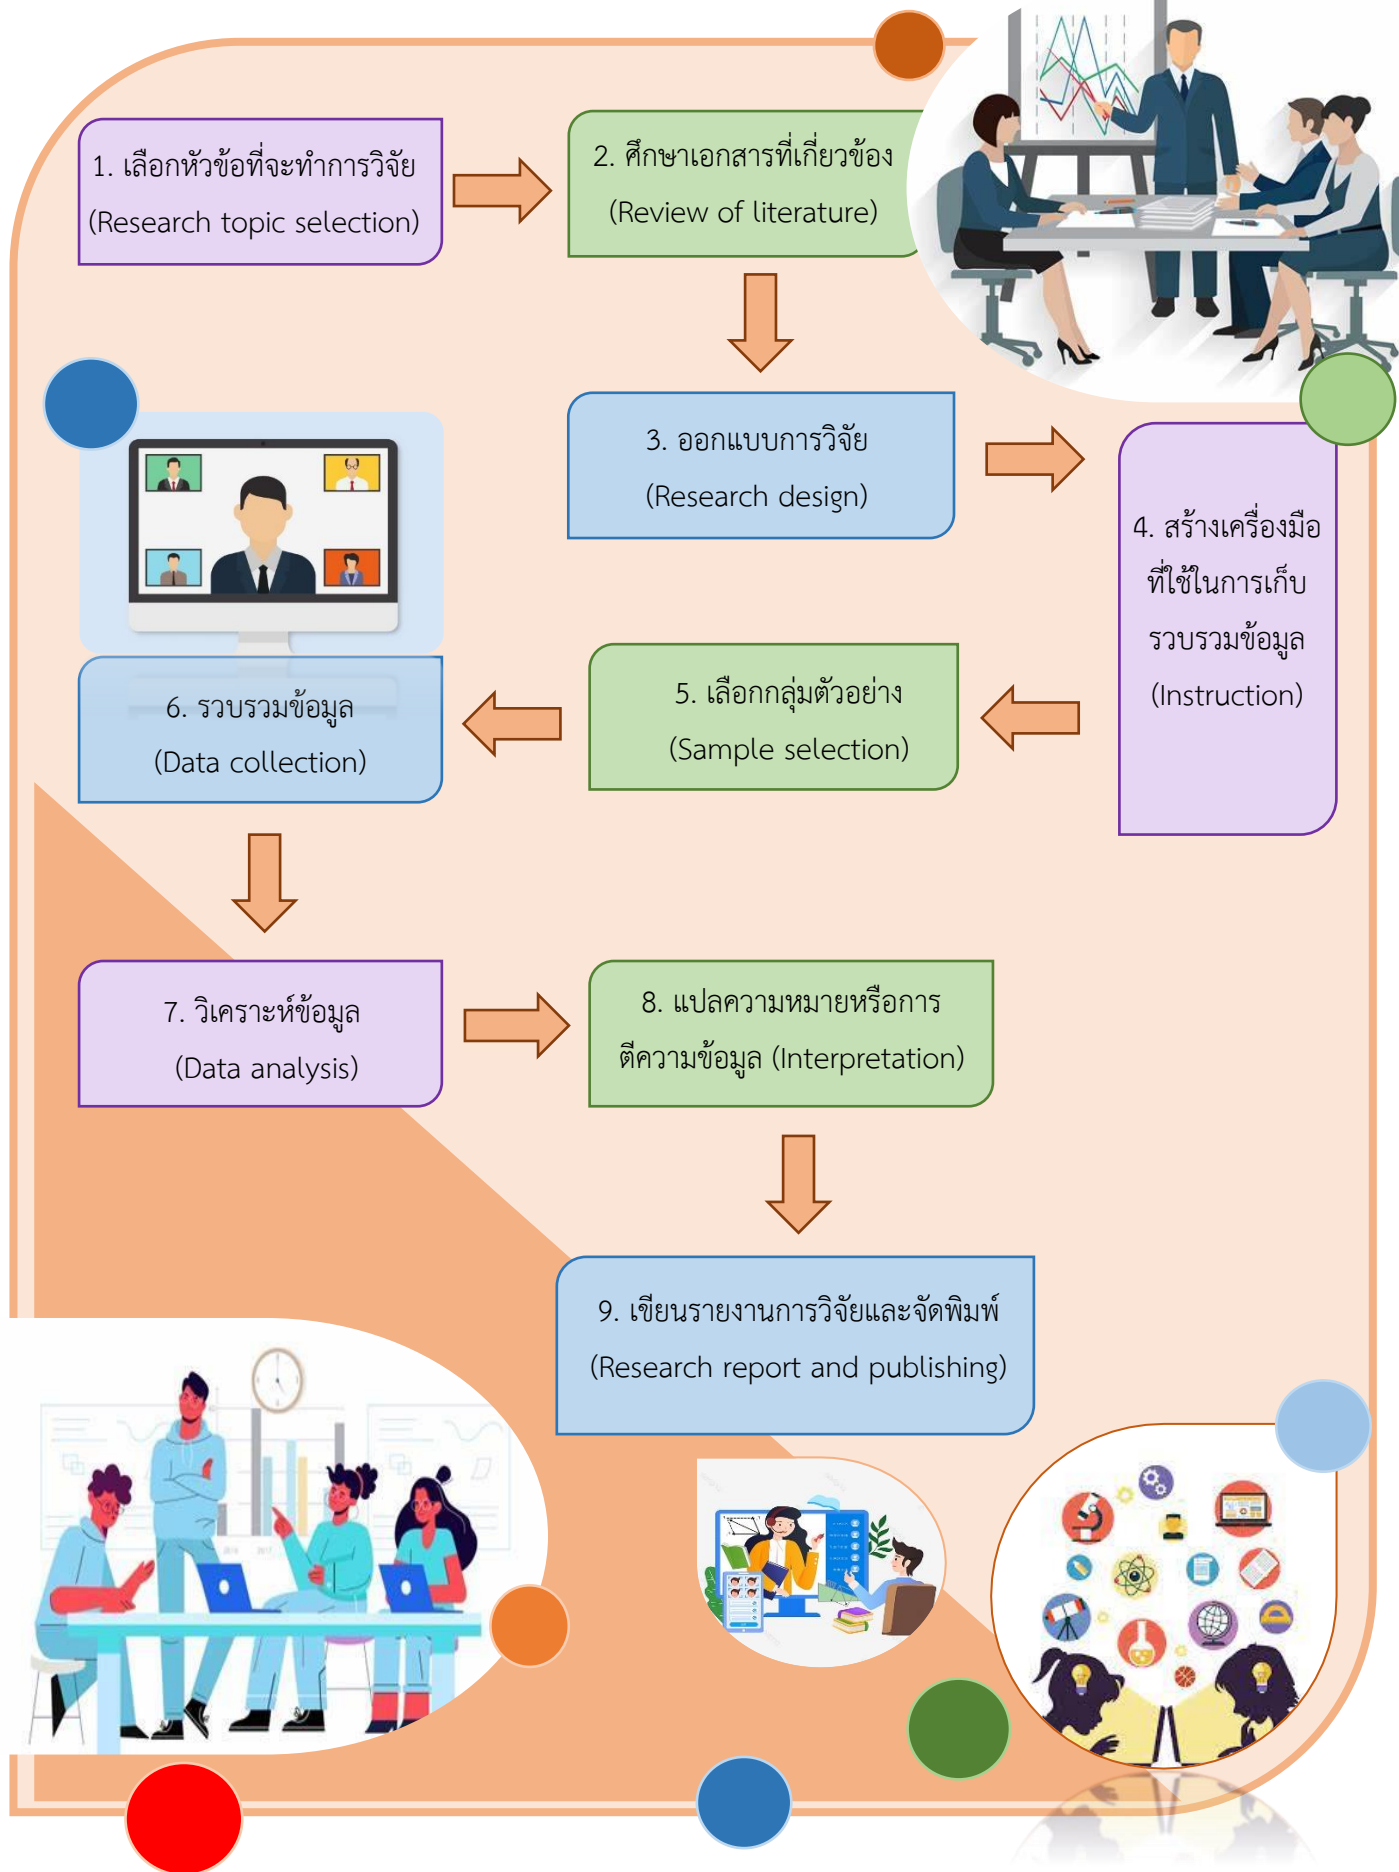 1. เลือกหัวข้อที่จะทำการวิจัย
(Research topic selection)
2. ศึกษาเอกสารที่เกี่ยวข้อง
(Review of literature)
3. ออกแบบการวิจัย
(Research design)
4. สร้างเครื่องมือ
ที่ใช้ในการเก็บ
รวบรวมข้อมูล
(Instruction)
5. เลือกกลุ่มตัวอย่าง
(Sample selection)
6. รวบรวมข้อมูล
(Data collection)
7. วิเคราะห์ข้อมูล
(Data analysis)
8. แปลความหมายหรือการ
ตีความข้อมูล (Interpretation)
9. เขียนรายงานการวิจัยและจัดพิมพ์
(Research report and publishing)